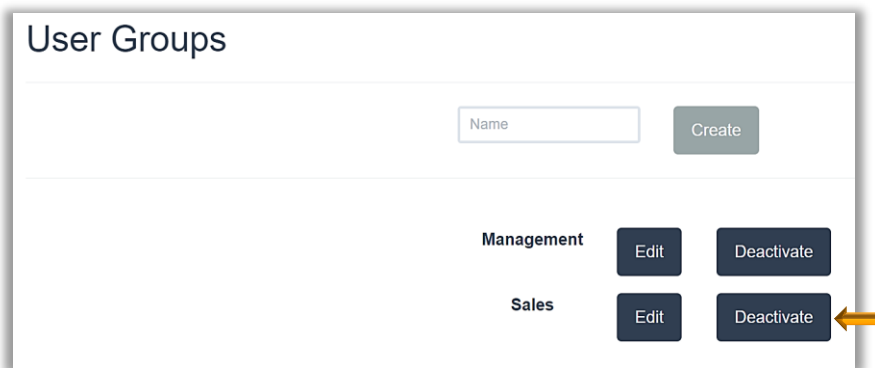 User Groups
Name Create
Management Edit Deactivate
Sales Edit Deactivate